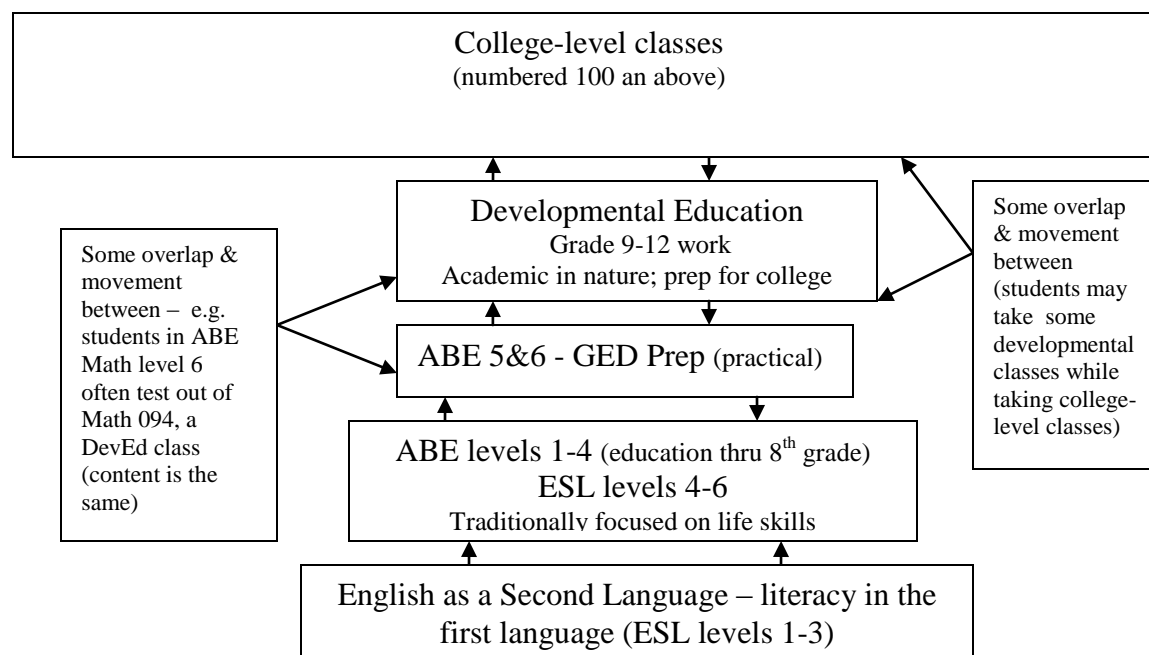 College-level classes
(numbered 100 an above)
Developmental Education
Grade 9-12 work
Academic in nature; prep for college
Some overlap &
movement
between – e.g.
students in ABE
Math level 6
often test out of
Math 094, a
DevEd class
(content is the
same)
Some overlap
& movement
between
(students may
take some
developmental
classes while
taking college-
level classes)
ABE 5&6 - GED Prep (practical)
ABE levels 1-4 (education thru 8th grade)
ESL levels 4-6
Traditionally focused on life skills
English as a Second Language – literacy in the
first language (ESL levels 1-3)